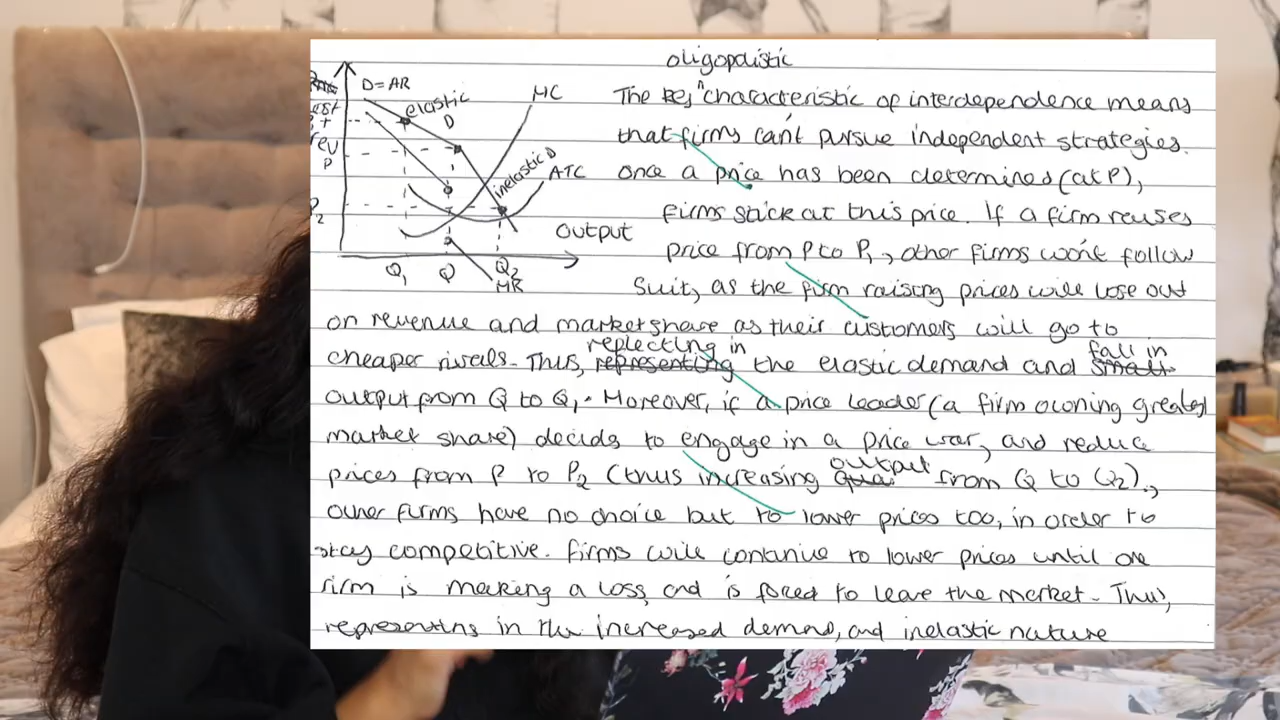 oligopolistic
The key characteristic of interdependence means
that firms can't pursue independent strategies.
once a price has been determined (at P),
firms stick at this price. If a firm reuses
price from P to P1, other firms won't follow
Suit, as the firm raising prices will lose out
on revenue and market share as their customers will go to
replecting in
cheaper rivals. Thus, representing the elastic demand and small
fall in
output from Q to Q1. Moreover, if a price leader (a firm owning greatest
market share) decids to engage in a price war, and reduce
output
prices from P to P2 (thus increasing from Q to Q2),
other firms have no choice but to lower prices too, in order to
stay competitive. firms will continue to lower prices until one
firm is making a loss and is forced to leave the market. Thus,
representing in the increased demand, and inelastic nature
D=AR
elastic
D
MC
inelastic D
ATC
Output
rev
P
P2
Q1
Q
Q2
MR